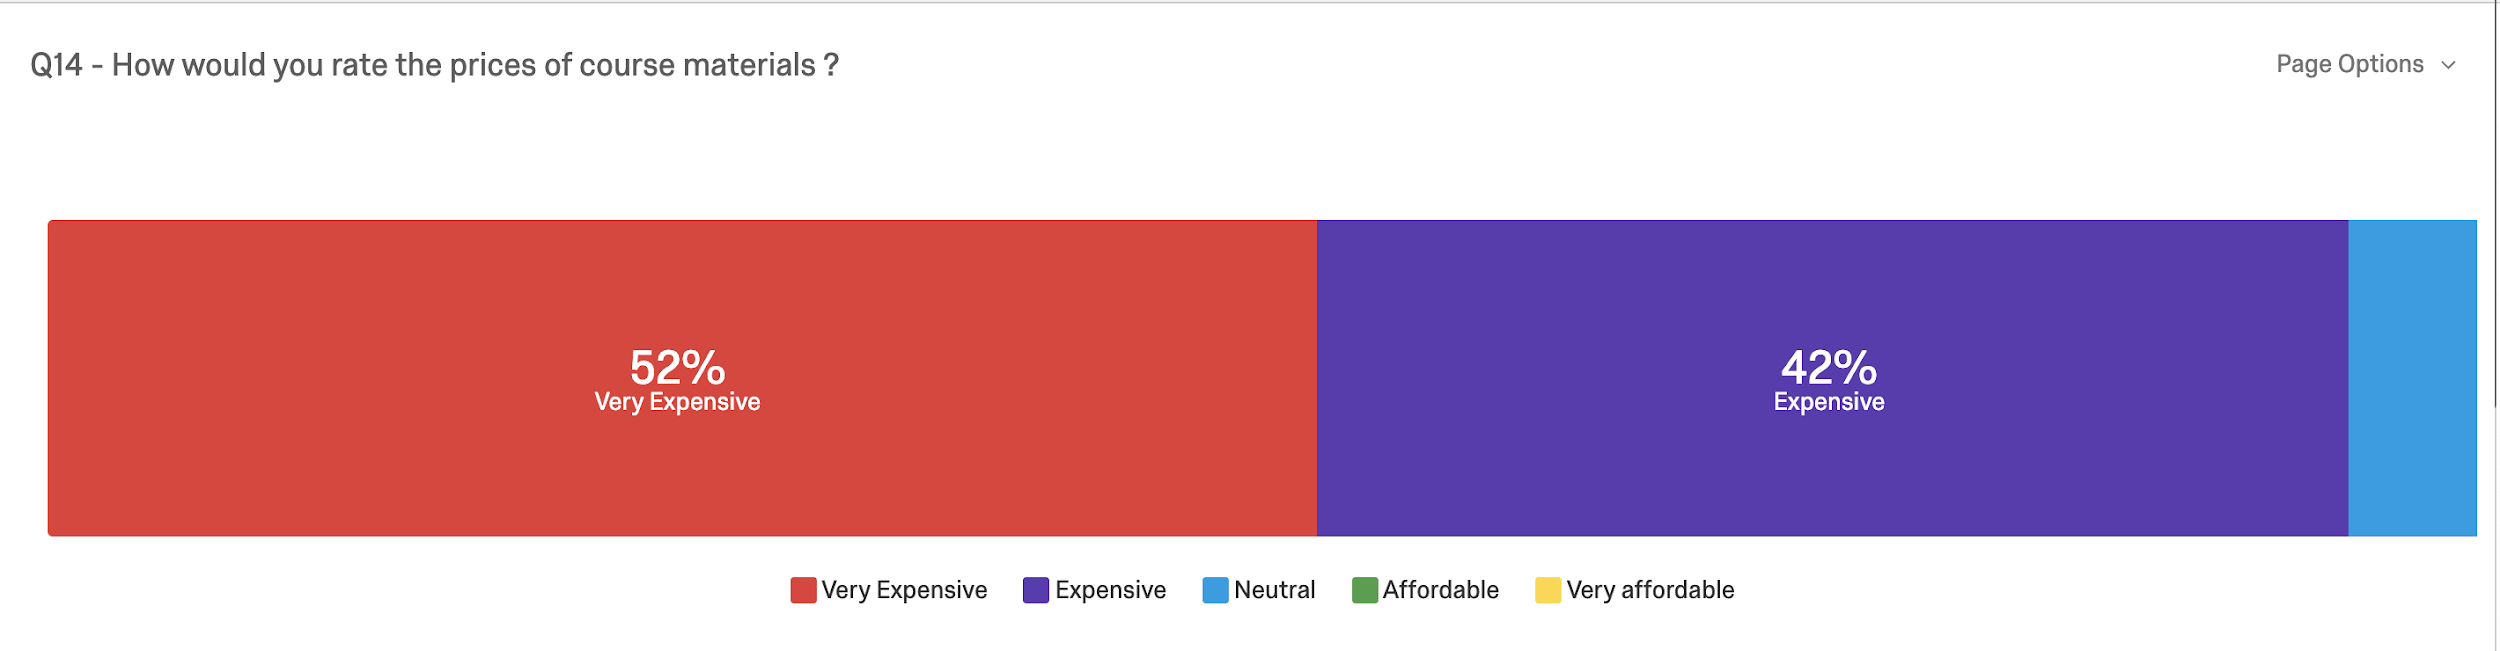 Q14 - How would you rate the prices of course materials ?
Page Options
52%
Very Expensive
42%
Expensive
Very Expensive Expensive Neutral Affordable Very affordable